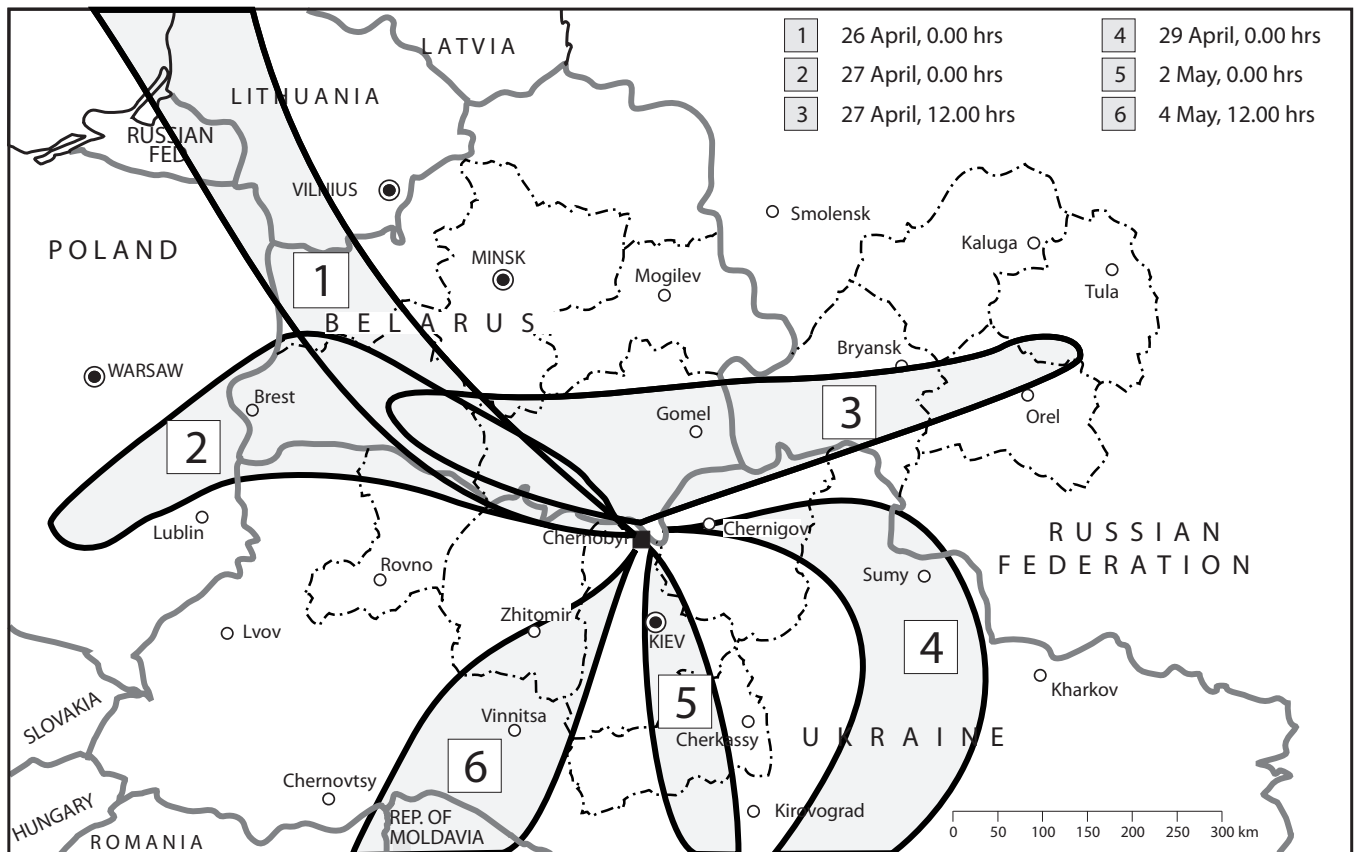 1 26 April, 0.00 hrs
2 27 April, 0.00 hrs
3 27 April, 12.00 hrs
4 29 April, 0.00 hrs
5 2 May, 0.00 hrs
6 4 May, 12.00 hrs
LATVIA
LITHUANIA
RUSSIAN
FED
VILNIUS
Smolensk
Kaluga
POLAND
MINSK
Mogilev
Tula
1
BELARUS
WARSAW
Bryansk
Brest
Gomel
3
Orel
2
Lublin
Chernobyl
Chernigov
RUSSIAN
FEDERATION
Rovno
Sumy
Zhitomir
Lvov
KIEV
4
Kharkov
5
SLOVAKIA
Vinnitsa
Cherkassy
UKRAINE
6
Chernovtsy
HUNGARY
REP. OF
MOLDAVIA
Kirovograd
ROMANIA
0 50 100 150 200 250 300 km